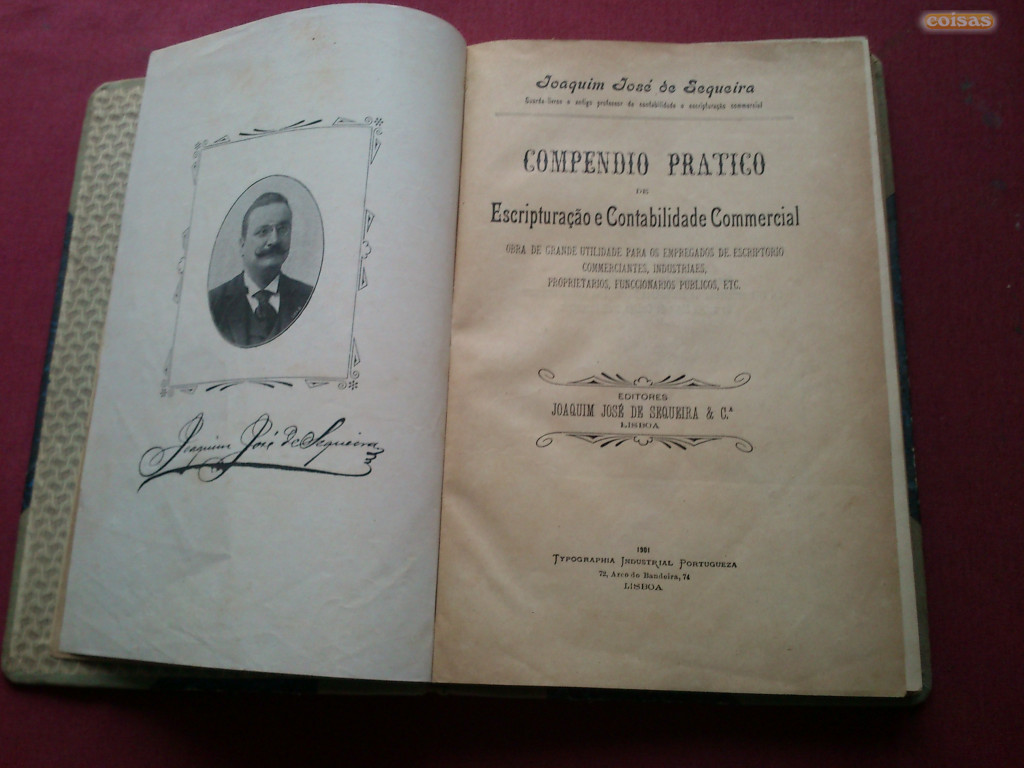 Joaquim José de Sequeira
Joaquim José de Sequeira
Guarda-livros e antigo professor de contabilidade e escripturação commercial
COMPENDIO PRATICO
DE
Escripturação e Contabilidade Commercial
OBRA DE GRANDE UTILIDADE PARA OS EMPREGADOS DE ESCRIPTORIO
COMMERCIANTES, INDUSTRIAES,
PROPRIETARIOS, FUNCCIONARIOS PUBLICOS, ETC.
EDITORES
JOAQUIM JOSÉ DE SEQUEIRA & C.ª
LISBOA
1901
TYPOGRAPHIA INDUSTRIAL PORTUGUEZA
72, Arco do Bandeira, 74
LISBOA
coisas